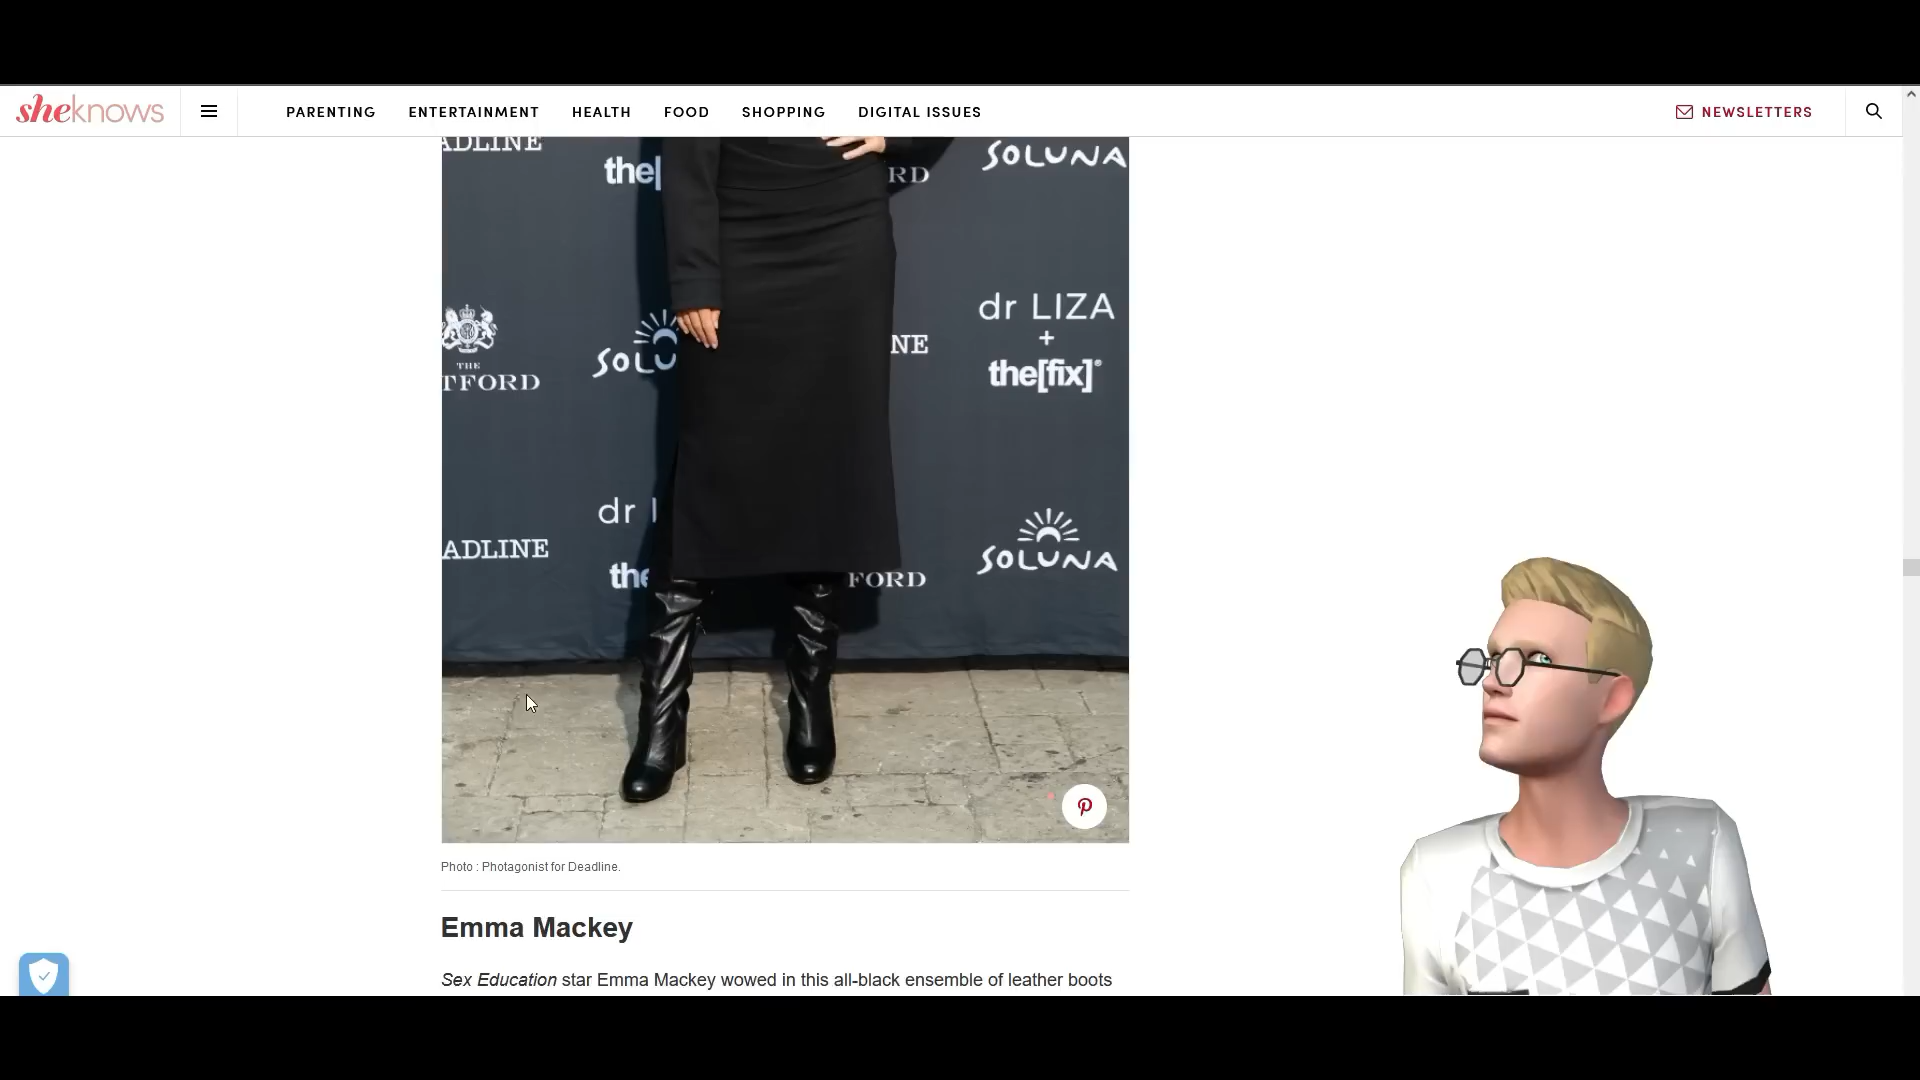 sheknows
PARENTING ENTERTAINMENT HEALTH FOOD SHOPPING DIGITAL ISSUES NEWSLETTERS
ADLINE
SOLUNA
the[
RD
dr LIZA
+
the[fix]®
NE
THE
TFORD
SOLU
dr
ADLINE
SOLUNA
the
FORD
Photo : Photagonist for Deadline.
Emma Mackey
Sex Education star Emma Mackey wowed in this all-black ensemble of leather boots